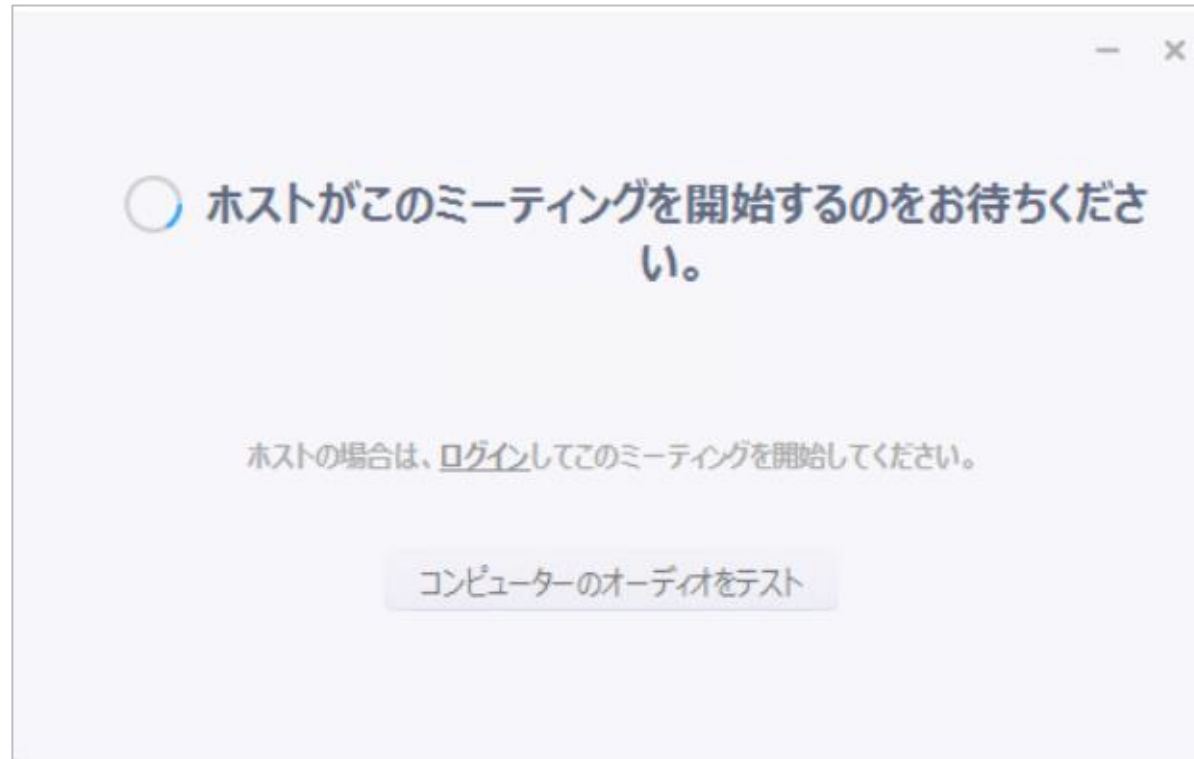 ホストがこのミーティングを開始するのをお待ちくださ
い。
ホストの場合は、ログインしてこのミーティングを開始してください。
コンピューターのオーディオをテスト